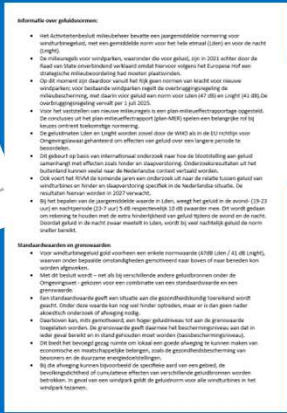 Informatie over geluidsnormen:
• Het Activiteitenbesluit milieubeheer bevatte een jaargemiddelde normering voor
windturbinegeluid, met een gemiddelde norm voor het hele etmaal (Lden) en voor de nacht
(Lnight).
• De milieuregels voor windparken, waaronder die voor geluid, zijn in 2021 echter door de
Raad van State onverbindend verklaard omdat hiervoor volgens het Europese Hof een
strategische milieubeoordeling had moeten plaatsvinden.
• Op dit moment zijn daardoor vanuit het Rijk geen normen van kracht voor nieuwe
windparken; voor bestaande windparken regelt de overbruggingsregeling de
milieubescherming, met daarin voor geluid een norm voor Lden (47 dB) en Lnight (41 dB). De
overbruggingsregeling vervalt per 1 juli 2025.
• Voor het vaststellen van nieuwe milieuregels is een plan-milieueffectrapportage opgesteld.
De conclusies uit het plan-milieueffectrapport (plan-MER) spelen een belangrijke rol bij
keuzes omtrent toekomstige normering.
• De geluidmaten Lden en Lnight worden zowel door de WHO als in de EU richtlijn voor
Omgevingslawaai gehanteerd om effecten van geluid over een langere periode te
beoordelen.
• Dit gebeurt op basis van internationaal onderzoek naar hoe de blootstelling aan geluid
samenhangt met effecten zoals hinder en slaapverstoring. Onderzoeksresultaten uit het
buitenland kunnen veelal naar de Nederlandse context vertaald worden.
• Ook voert het RIVM de komende jaren een onderzoek uit naar de relatie tussen geluid van
windturbines en hinder en slaapverstoring specifiek in de Nederlandse situatie. De
resultaten hiervan worden in 2027 verwacht.
• Bij het bepalen van de jaargemiddelde waarde in Lden, weegt het geluid in de avond- (19-23
uur) en nachtperiode (23-7 uur) 5 dB respectievelijk 10 dB zwaarder mee. Dit wordt gedaan
om rekening te houden met de extra hinderlijkheid van geluid tijdens de avond en de nacht.
Doordat geluid in de nacht zwaar meetelt in Lden, wordt bij veel nachtelijk geluid de norm
sneller bereikt.
Standaardwaarden en grenswaarden
• Voor windturbinegeluid gold voorheen een enkele normwaarde (47dB Lden / 41 dB Lnight),
waarvan onder bepaalde omstandigheden gemotiveerd naar boven of naar beneden kon
worden afgeweken.
• Met dit besluit wordt – net als bij verschillende andere geluidbronnen onder de
Omgevingswet - gekozen voor een combinatie van een standaardwaarde en een
grenswaarde.
• Een standaardwaarde geeft een situatie aan die gezondheidskundig toereikend wordt
geacht. Onder deze waarde kan nog wel hinder optreden, maar er is dan geen nader
akoestisch onderzoek of afweging nodig.
• Daarboven kan, mits gemotiveerd, een hoger geluidniveau tot aan de grenswaarde
toegelaten worden. De grenswaarde geeft daarmee het beschermingsniveau aan dat in
ieder geval bereikt en in stand gehouden moet worden (basisbeschermingsniveau).
• Dit biedt het bevoegd gezag ruimte om lokaal een goede afweging te kunnen maken van
economische en maatschappelijke belangen, zoals de gezondheidsbescherming van
bewoners en de duurzame energiedoelstellingen.
• Bij die afweging kunnen bijvoorbeeld de specifieke aard van een gebied, de
bevolkingsdichtheid of cumulatieve effecten van verschillende geluidbronnen worden
betrokken. In geval van een windpark geldt de geluidnorm voor alle windturbines in het
windpark tezamen.